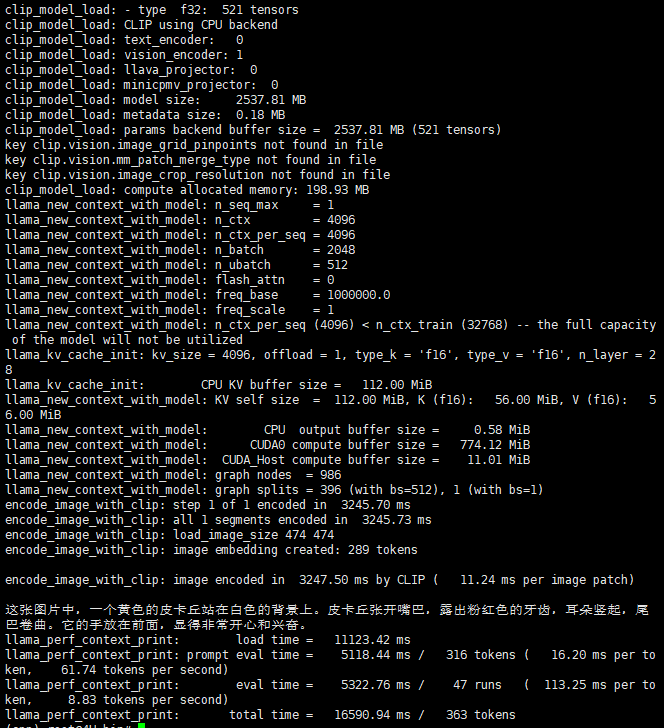 clip_model_load: - type  f32:  521 tensors
clip_model_load: CLIP using CPU backend
clip_model_load: text_encoder:   0
clip_model_load: vision_encoder: 1
clip_model_load: llava_projector:  0
clip_model_load: minicpmv_projector:  0
clip_model_load: model size:     2537.81 MB
clip_model_load: metadata size:  0.18 MB
clip_model_load: params backend buffer size =  2537.81 MB (521 tensors)
key clip.vision.image_grid_pinpoints not found in file
key clip.vision.mm_patch_merge_type not found in file
key clip.vision.image_crop_resolution not found in file
clip_model_load: compute allocated memory: 198.93 MB
llama_new_context_with_model: n_seq_max     = 1
llama_new_context_with_model: n_ctx         = 4096
llama_new_context_with_model: n_ctx_per_seq = 4096
llama_new_context_with_model: n_batch       = 2048
llama_new_context_with_model: n_ubatch      = 512
llama_new_context_with_model: flash_attn    = 0
llama_new_context_with_model: freq_base     = 1000000.0
llama_new_context_with_model: freq_scale    = 1
llama_new_context_with_model: n_ctx_per_seq (4096) < n_ctx_train (32768) -- the full capacity
 of the model will not be utilized
llama_kv_cache_init: kv_size = 4096, offload = 1, type_k = 'f16', type_v = 'f16', n_layer = 2
8
llama_kv_cache_init:        CPU KV buffer size =   112.00 MiB
llama_new_context_with_model: KV self size  =  112.00 MiB, K (f16):   56.00 MiB, V (f16):   5
6.00 MiB
llama_new_context_with_model:        CPU  output buffer size =     0.58 MiB
llama_new_context_with_model:      CUDA0 compute buffer size =   774.12 MiB
llama_new_context_with_model:  CUDA_Host compute buffer size =    11.01 MiB
llama_new_context_with_model: graph nodes  = 986
llama_new_context_with_model: graph splits = 396 (with bs=512), 1 (with bs=1)
encode_image_with_clip: step 1 of 1 encoded in  3245.70 ms
encode_image_with_clip: all 1 segments encoded in  3245.73 ms
encode_image_with_clip: load_image_size 474 474
encode_image_with_clip: image embedding created: 289 tokens
encode_image_with_clip: image encoded in  3247.50 ms by CLIP (   11.24 ms per image patch)
这张图片中，一个黄色的皮卡丘站在白色的背景上。皮卡丘张开嘴巴，露出粉红色的牙齿，耳朵竖起，尾
巴卷曲。它的手放在前面，显得非常开心和兴奋。
llama_perf_context_print:        load time =   11123.42 ms
llama_perf_context_print: prompt eval time =    5118.44 ms /   316 tokens (   16.20 ms per to
ken,    61.74 tokens per second)
llama_perf_context_print:        eval time =    5322.76 ms /    47 runs   (  113.25 ms per to
ken,     8.83 tokens per second)
llama_perf_context_print:       total time =   16590.94 ms /   363 tokens